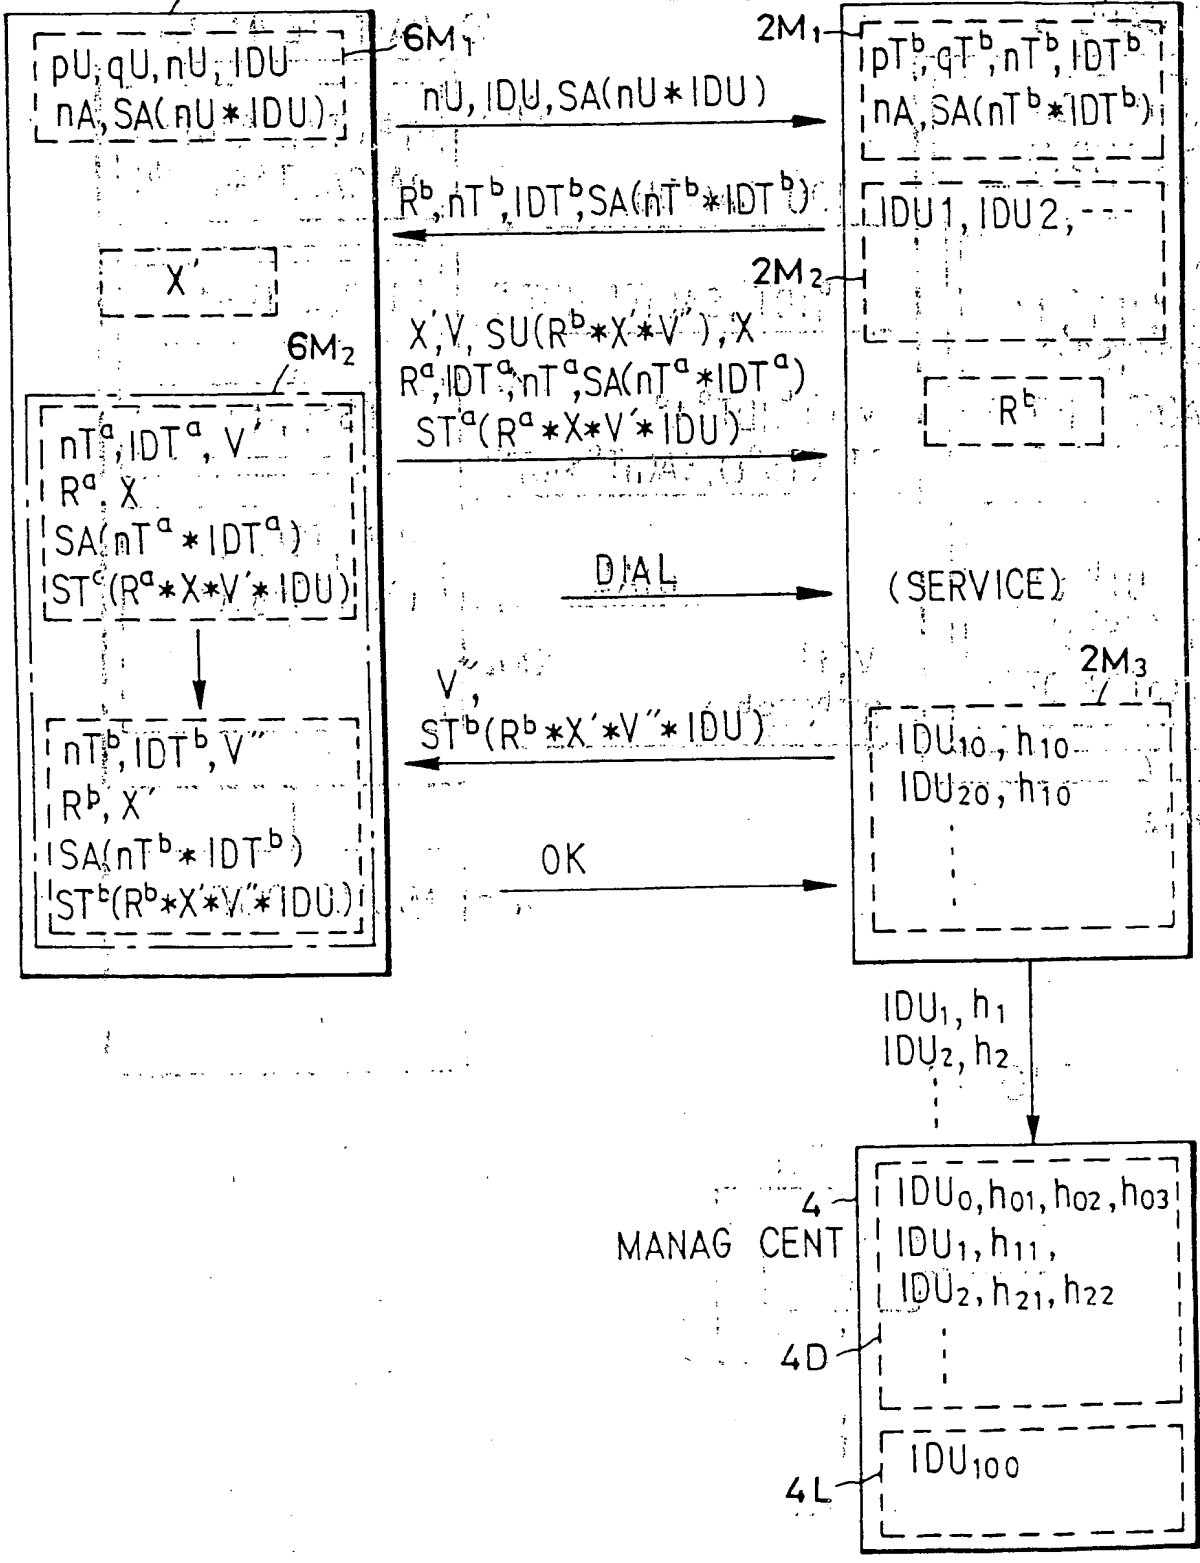 6M₁
pU, qU, nU, IDU
nA, SA(nU*IDU)
nU, IDU, SA(nU*IDU)
2M₁
pTᵇ, qTᵇ, nTᵇ, IDTᵇ
nA, SA(nTᵇ*IDTᵇ)
Rᵇ, nTᵇ, IDTᵇ, SA(nTᵇ*IDTᵇ)
IDU1, IDU2, ---
2M₂
X'
X', V, SU(Rᵇ*X'*V''), X
Rᵃ, IDTᵃ, nTᵃ, SA(nTᵃ*IDTᵃ)
STᵃ(Rᵃ*X*V'*IDU)
Rᵇ
6M₂
nTᵃ, IDTᵃ, V'
Rᵃ, X
SA(nTᵃ*IDTᵃ)
STᵃ(Rᵃ*X*V'*IDU)
DIAL
(SERVICE)
V'',
STᵇ(Rᵇ*X'*V''*IDU)
2M₃
IDU₁₀, h₁₀
IDU₂₀, h₁₀
nTᵇ, IDTᵇ, V''
Rᵇ, X'
SA(nTᵇ*IDTᵇ)
STᵇ(Rᵇ*X'*V''*IDU)
OK
IDU₁, h₁
IDU₂, h₂
4
MANAG CENT
IDU₀, h₀₁, h₀₂, h₀₃
IDU₁, h₁₁,
IDU₂, h₂₁, h₂₂
4D
4L
IDU₁₀₀